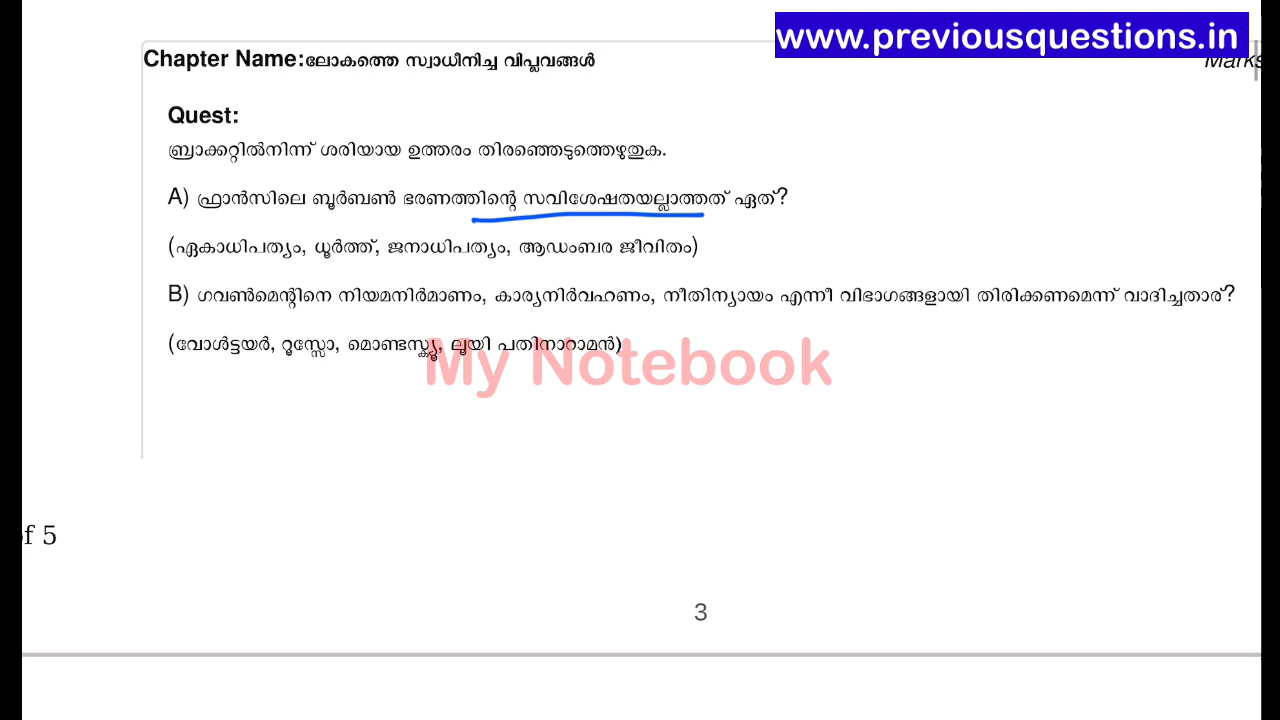 www.previousquestions.in
Chapter Name:ലോകത്തെ സ്വാധീനിച്ച വിപ്ലവങ്ങൾ
Marks
Quest:
ബ്രാക്കറ്റിൽനിന്ന് ശരിയായ ഉത്തരം തിരഞ്ഞെടുത്തെഴുതുക.
A) ഫ്രാൻസിലെ ബൂർബൺ ഭരണത്തിന്റെ സവിശേഷതയല്ലാത്തത് ഏത്?
(ഏകാധിപത്യം, ധൂർത്ത്, ജനാധിപത്യം, ആഡംബര ജീവിതം)
B) ഗവൺമെന്റിനെ നിയമനിർമാണം, കാര്യനിർവഹണം, നീതിന്യായം എന്നീ വിഭാഗങ്ങളായി തിരിക്കണമെന്ന് വാദിച്ചതാര്?
(വോൾട്ടയർ, റൂസ്സോ, മൊണ്ടസ്ക്യൂ, ലൂയി പതിനാറാമൻ)
My Notebook
of 5
3